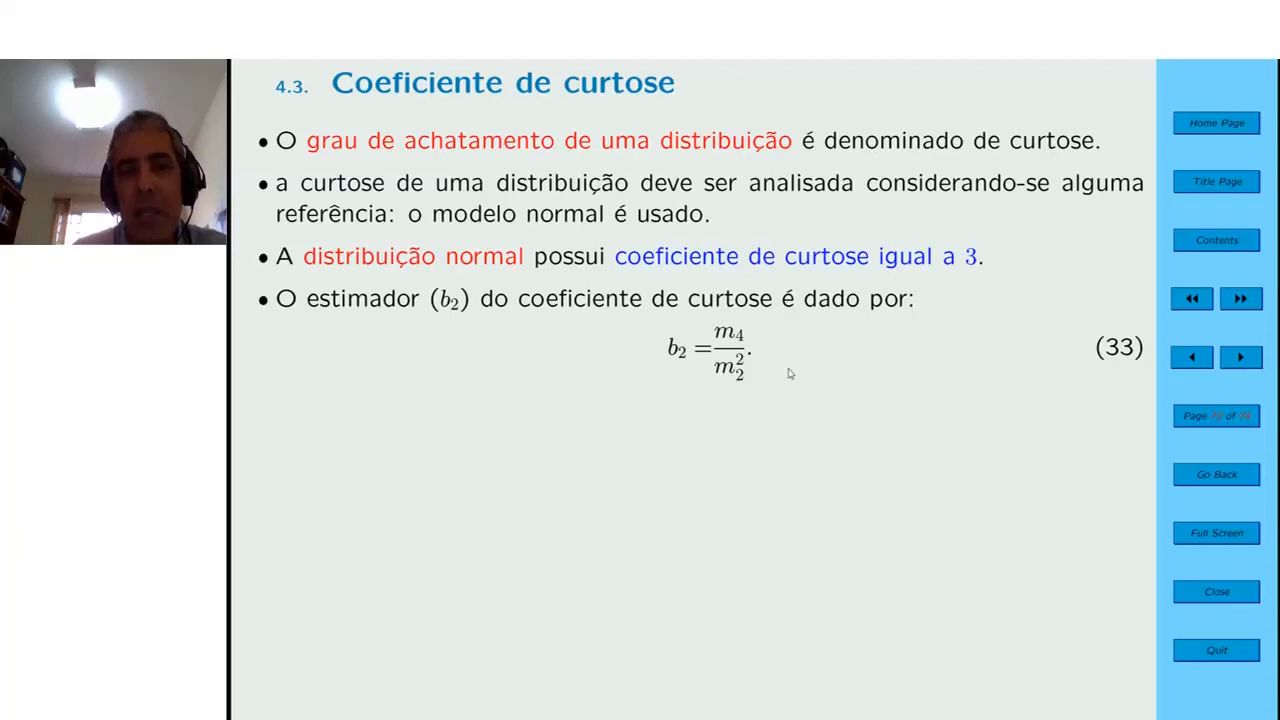 4.3. Coeficiente de curtose
• O grau de achatamento de uma distribuição é denominado de curtose.
• a curtose de uma distribuição deve ser analisada considerando-se alguma
referência: o modelo normal é usado.
• A distribuição normal possui coeficiente de curtose igual a 3.
• O estimador (b₂) do coeficiente de curtose é dado por:
b₂ = m₄/m₂². (33)
Home Page
Title Page
Contents
Page of
Go Back
Full Screen
Close
Quit